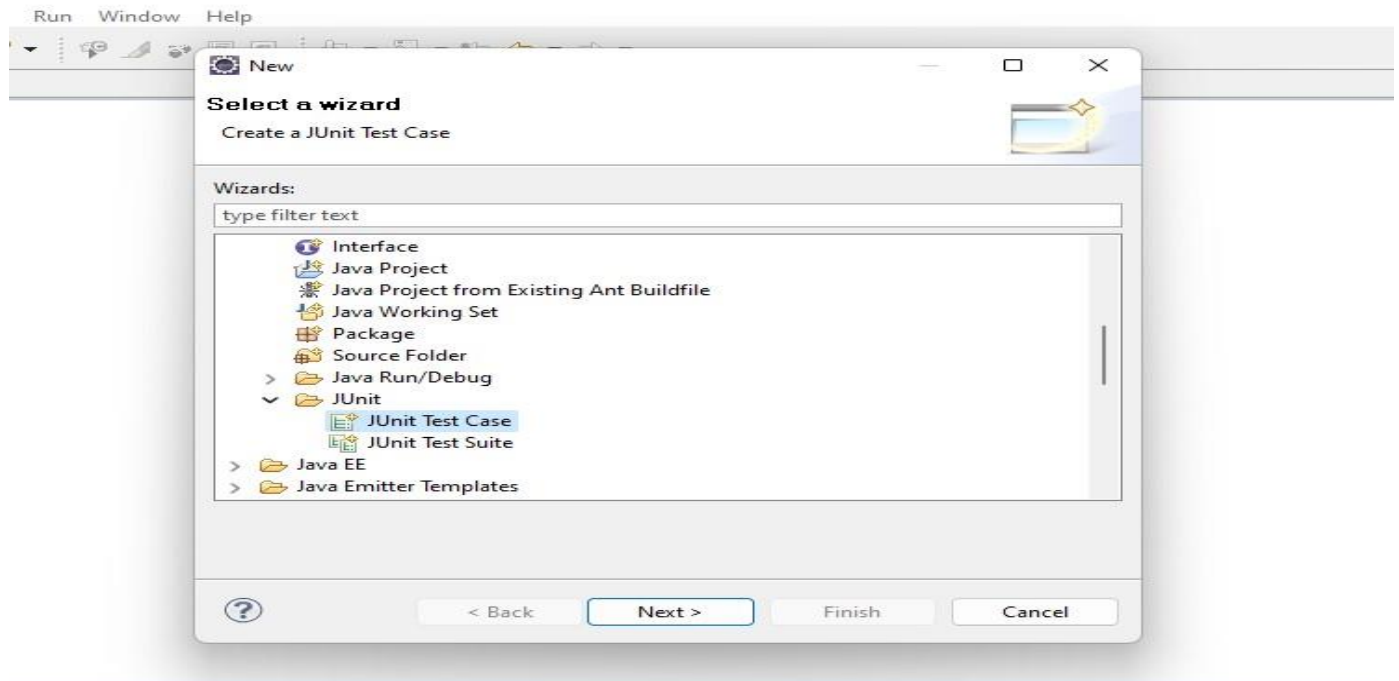 Run Window Help
New
Select a wizard
Create a JUnit Test Case
Wizards:
type filter text
Interface
Java Project
Java Project from Existing Ant Buildfile
Java Working Set
Package
Source Folder
Java Run/Debug
JUnit
JUnit Test Case
JUnit Test Suite
Java EE
Java Emitter Templates
? < Back Next > Finish Cancel